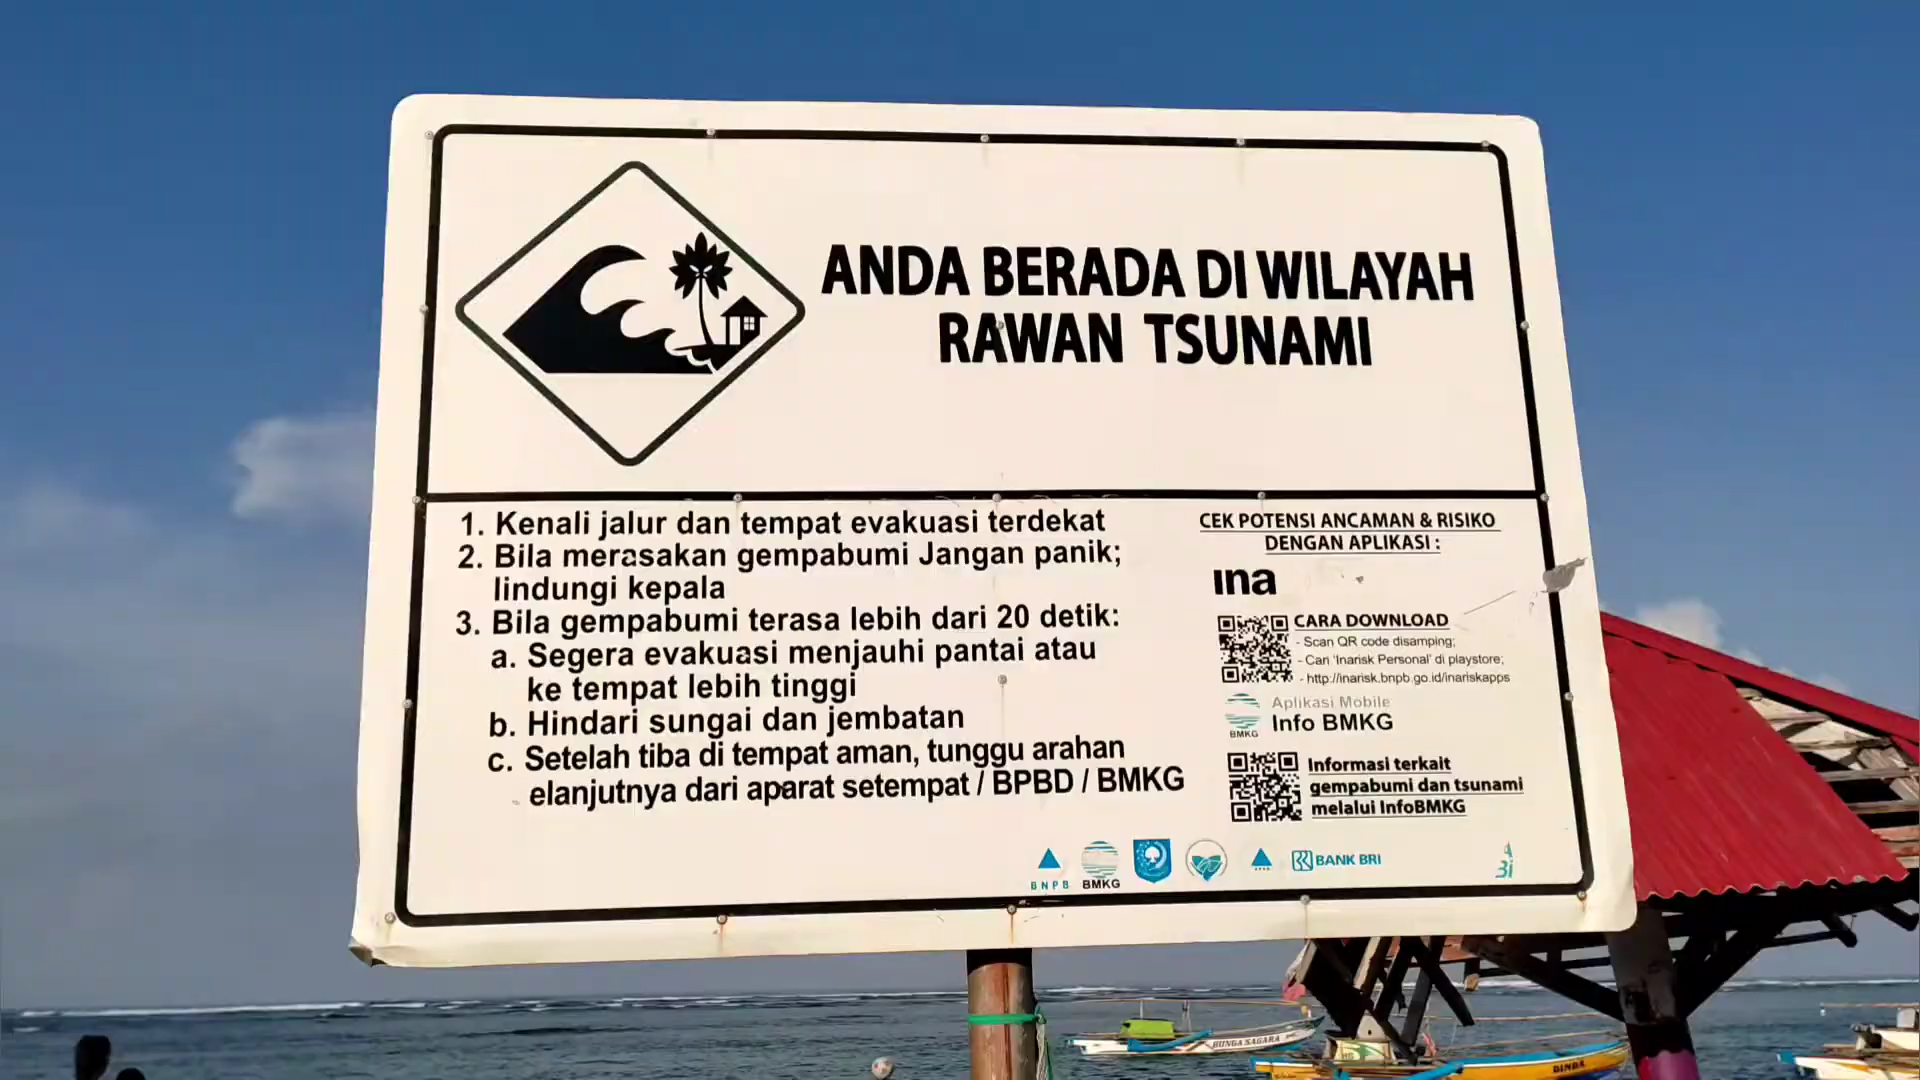 ANDA BERADA DI WILAYAH
RAWAN TSUNAMI
1. Kenali jalur dan tempat evakuasi terdekat
2. Bila merasakan gempabumi Jangan panik;
lindungi kepala
3. Bila gempabumi terasa lebih dari 20 detik:
a. Segera evakuasi menjauhi pantai atau
ke tempat lebih tinggi
b. Hindari sungai dan jembatan
c. Setelah tiba di tempat aman, tunggu arahan
elanjutnya dari aparat setempat / BPBD / BMKG
CEK POTENSI ANCAMAN & RISIKO
DENGAN APLIKASI :
ina
CARA DOWNLOAD
- Scan QR code disamping;
- Cari 'Inarisk Personal' di playstore;
- http://inarisk.bnpb.go.id/inariskapps
Aplikasi Mobile
Info BMKG
BMKG
Informasi terkait
gempabumi dan tsunami
melalui InfoBMKG
BNPB
BMKG
BANK BRI
BUNGA SAGARA
DINDA